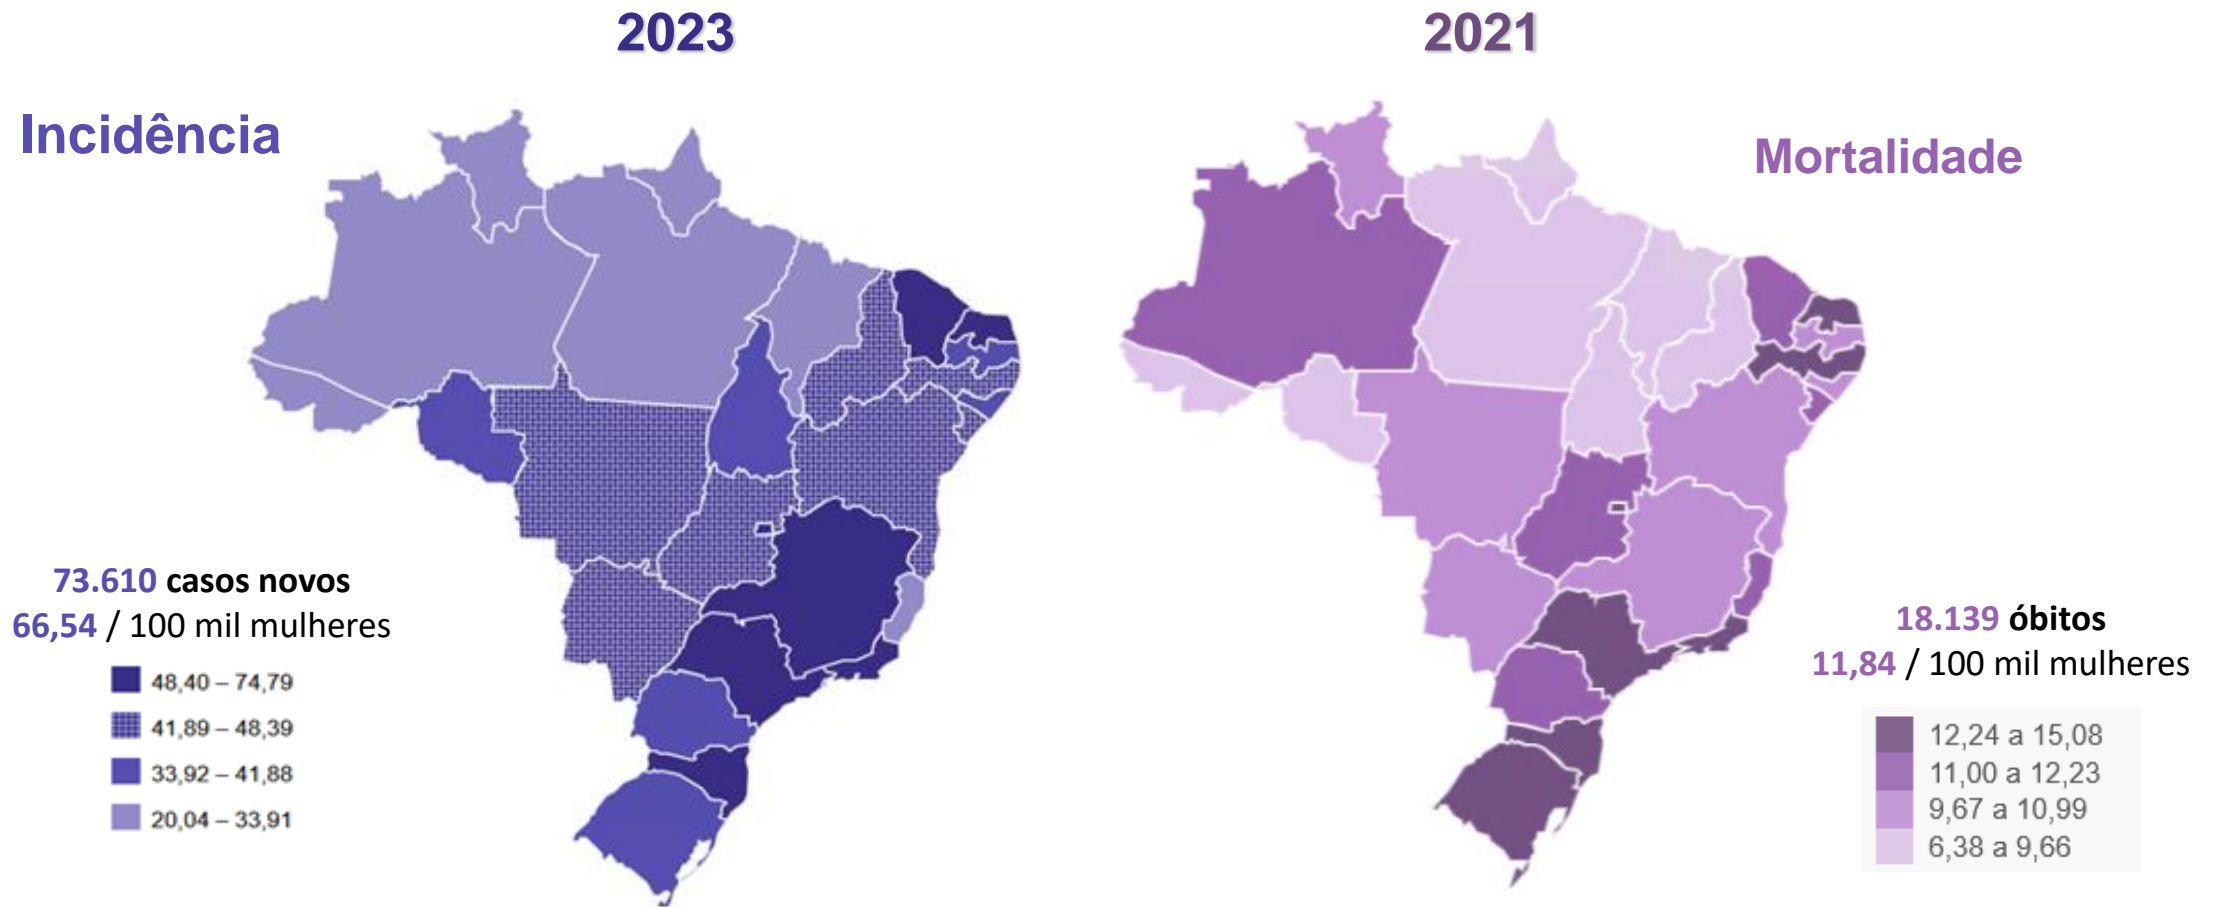 2023
Incidência
73.610 casos novos
66,54 / 100 mil mulheres
48,40 – 74,79
41,89 – 48,39
33,92 – 41,88
20,04 – 33,91
2021
Mortalidade
18.139 óbitos
11,84 / 100 mil mulheres
12,24 a 15,08
11,00 a 12,23
9,67 a 10,99
6,38 a 9,66